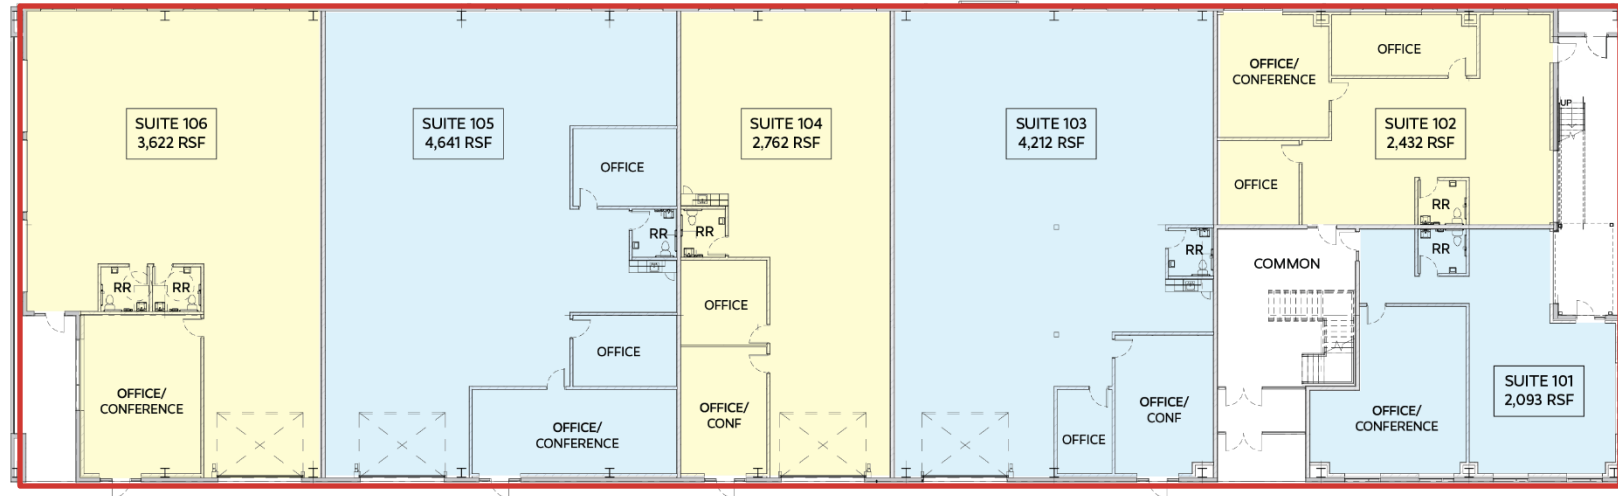 SUITE 106
3,622 RSF
RR
RR
OFFICE/
CONFERENCE
SUITE 105
4,641 RSF
OFFICE
RR
OFFICE
OFFICE/
CONFERENCE
SUITE 104
2,762 RSF
RR
OFFICE
OFFICE/
CONF
SUITE 103
4,212 RSF
RR
OFFICE
OFFICE/
CONF
OFFICE/
CONFERENCE
OFFICE
SUITE 102
2,432 RSF
OFFICE
RR
UP
COMMON
RR
OFFICE/
CONFERENCE
SUITE 101
2,093 RSF